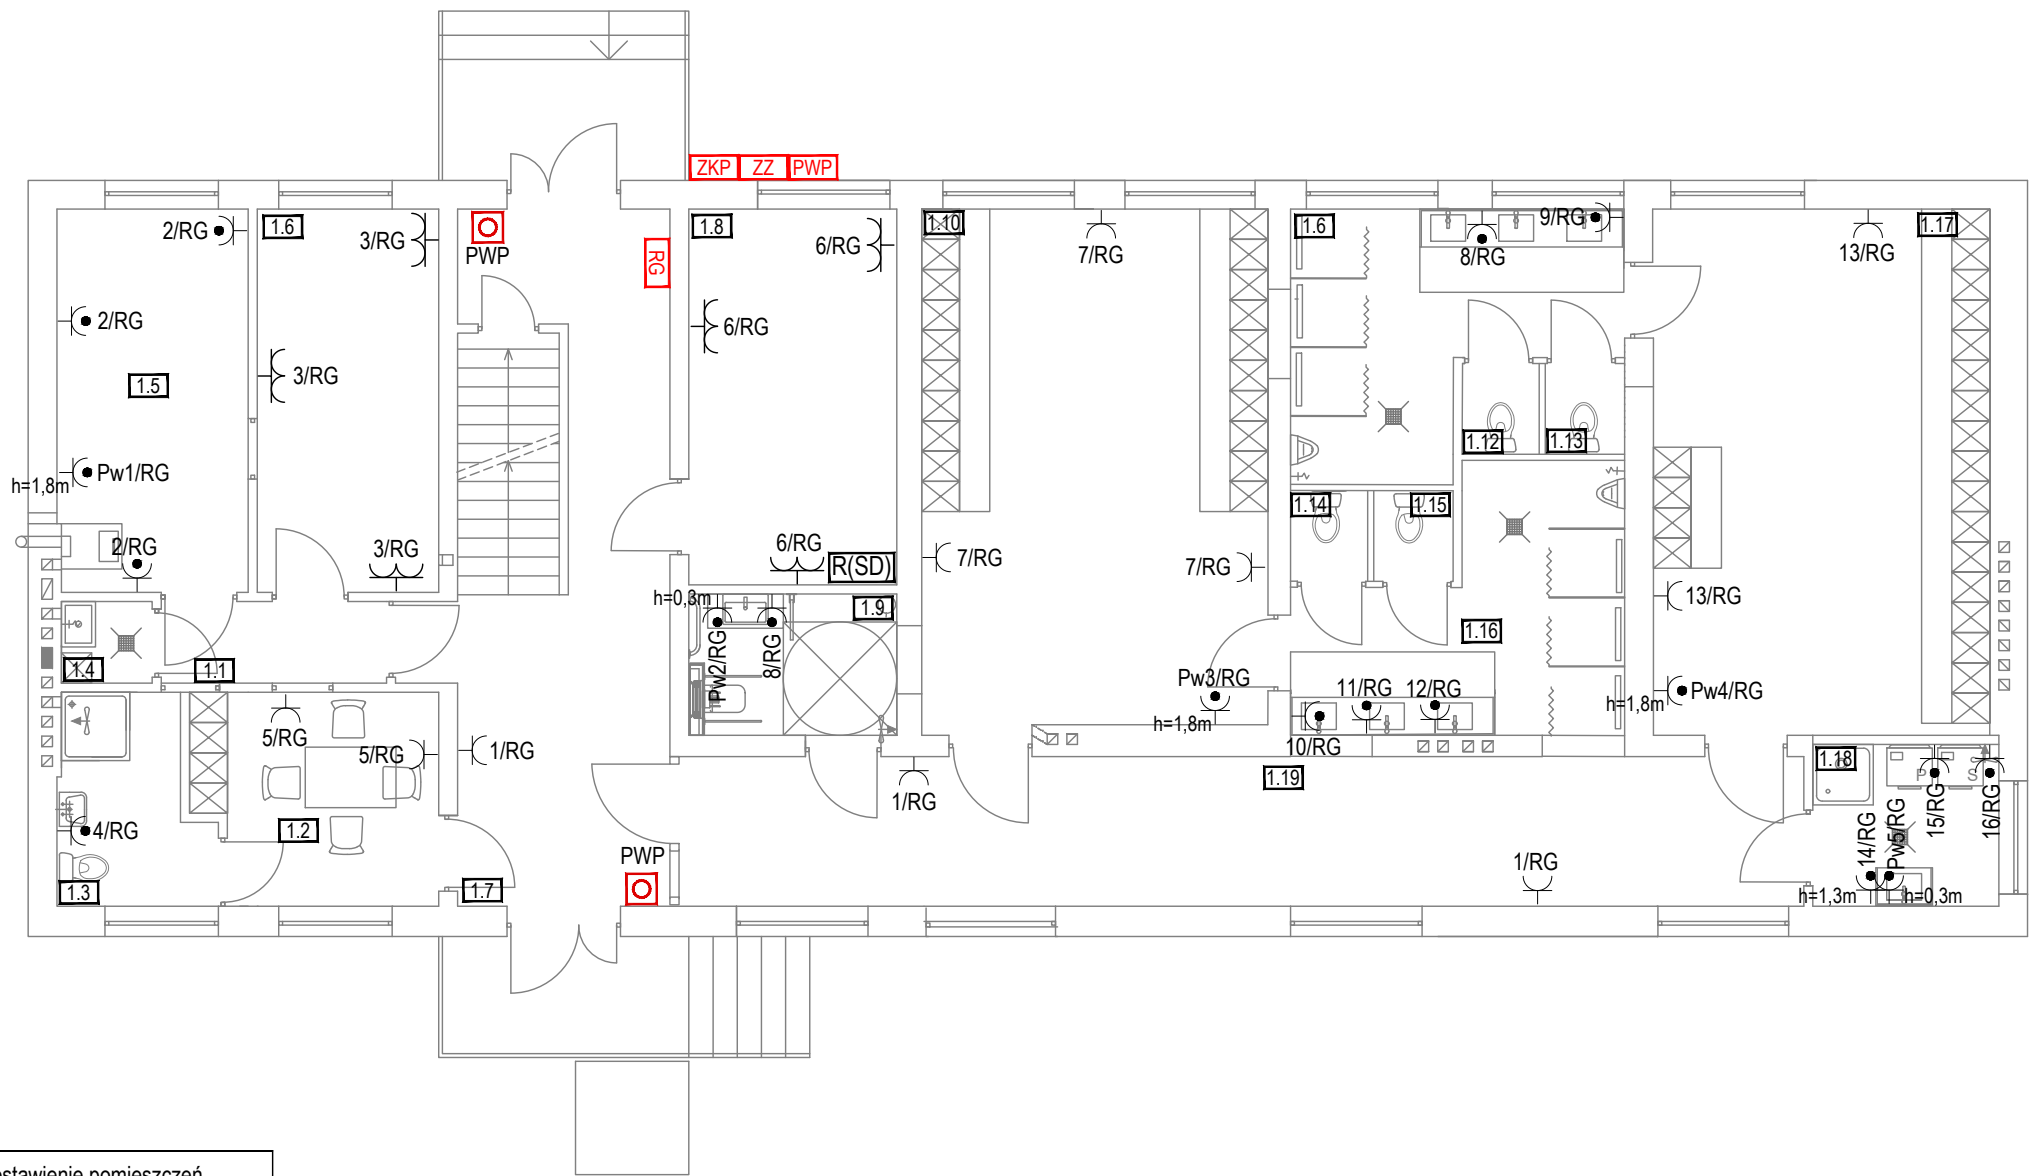 ZKP ZZ PWP
2/RG
1.6
3/RG
PWP
RG
1.8
6/RG
1.10
7/RG
1.6
8/RG
9/RG
13/RG
1.17
2/RG
6/RG
3/RG
1.5
1.12
1.13
Pw1/RG
h=1,8m
1.14
1.15
2/RG
3/RG
6/RG
R(SD)
7/RG
7/RG
13/RG
h=0,3m
1.9
1.16
1.4
1.1
Pw2/RG
8/RG
Pw3/RG
h=1,8m
11/RG
12/RG
Pw4/RG
h=1,8m
5/RG
5/RG
1/RG
10/RG
1.19
1.18
P
S
1/RG
15/RG
16/RG
4/RG
1.2
PWP
1/RG
14/RG
Pw5/RG
1.3
1.7
h=1,3m
h=0,3m
pomieszczeń